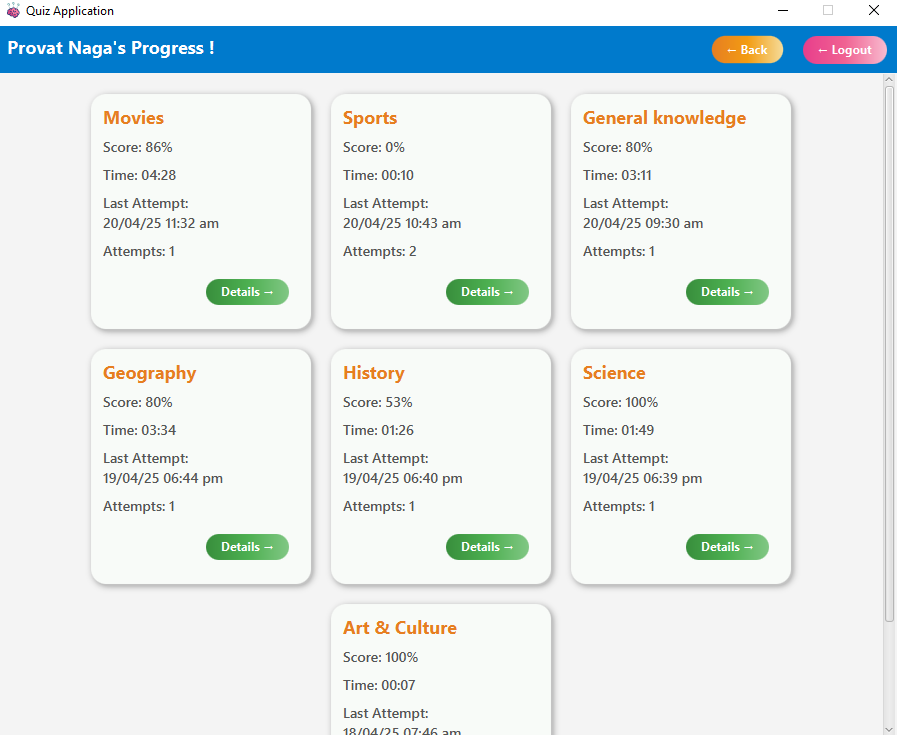 Quiz Application
Provat Naga's Progress !
← Back
← Logout
Movies
Score: 86%
Time: 04:28
Last Attempt:
20/04/25 11:32 am
Attempts: 1
Details →
Sports
Score: 0%
Time: 00:10
Last Attempt:
20/04/25 10:43 am
Attempts: 2
Details →
General knowledge
Score: 80%
Time: 03:11
Last Attempt:
20/04/25 09:30 am
Attempts: 1
Details →
Geography
Score: 80%
Time: 03:34
Last Attempt:
19/04/25 06:44 pm
Attempts: 1
Details →
History
Score: 53%
Time: 01:26
Last Attempt:
19/04/25 06:40 pm
Attempts: 1
Details →
Science
Score: 100%
Time: 01:49
Last Attempt:
19/04/25 06:39 pm
Attempts: 1
Details →
Art & Culture
Score: 100%
Time: 00:07
Last Attempt:
18/04/25 07:46 am